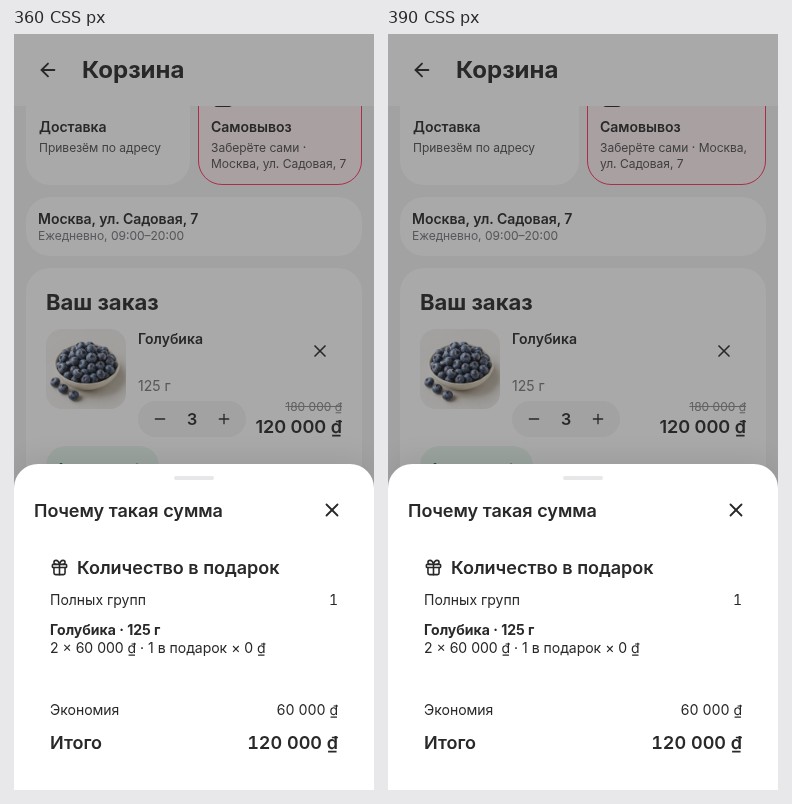 360 CSS px
Корзина
Доставка
Привезём по адресу
Самовывоз
Заберёте сами ·
Москва, ул. Садовая, 7
Москва, ул. Садовая, 7
Ежедневно, 09:00–20:00
Ваш заказ
Голубика
125 г
3
180 000 ₫
120 000 ₫
Почему такая сумма
Количество в подарок
Полных групп 1
Голубика · 125 г
2 × 60 000 ₫ · 1 в подарок × 0 ₫
Экономия 60 000 ₫
Итого 120 000 ₫
390 CSS px
Корзина
Доставка
Привезём по адресу
Самовывоз
Заберёте сами · Москва,
ул. Садовая, 7
Москва, ул. Садовая, 7
Ежедневно, 09:00–20:00
Ваш заказ
Голубика
125 г
3
180 000 ₫
120 000 ₫
Почему такая сумма
Количество в подарок
Полных групп 1
Голубика · 125 г
2 × 60 000 ₫ · 1 в подарок × 0 ₫
Экономия 60 000 ₫
Итого 120 000 ₫